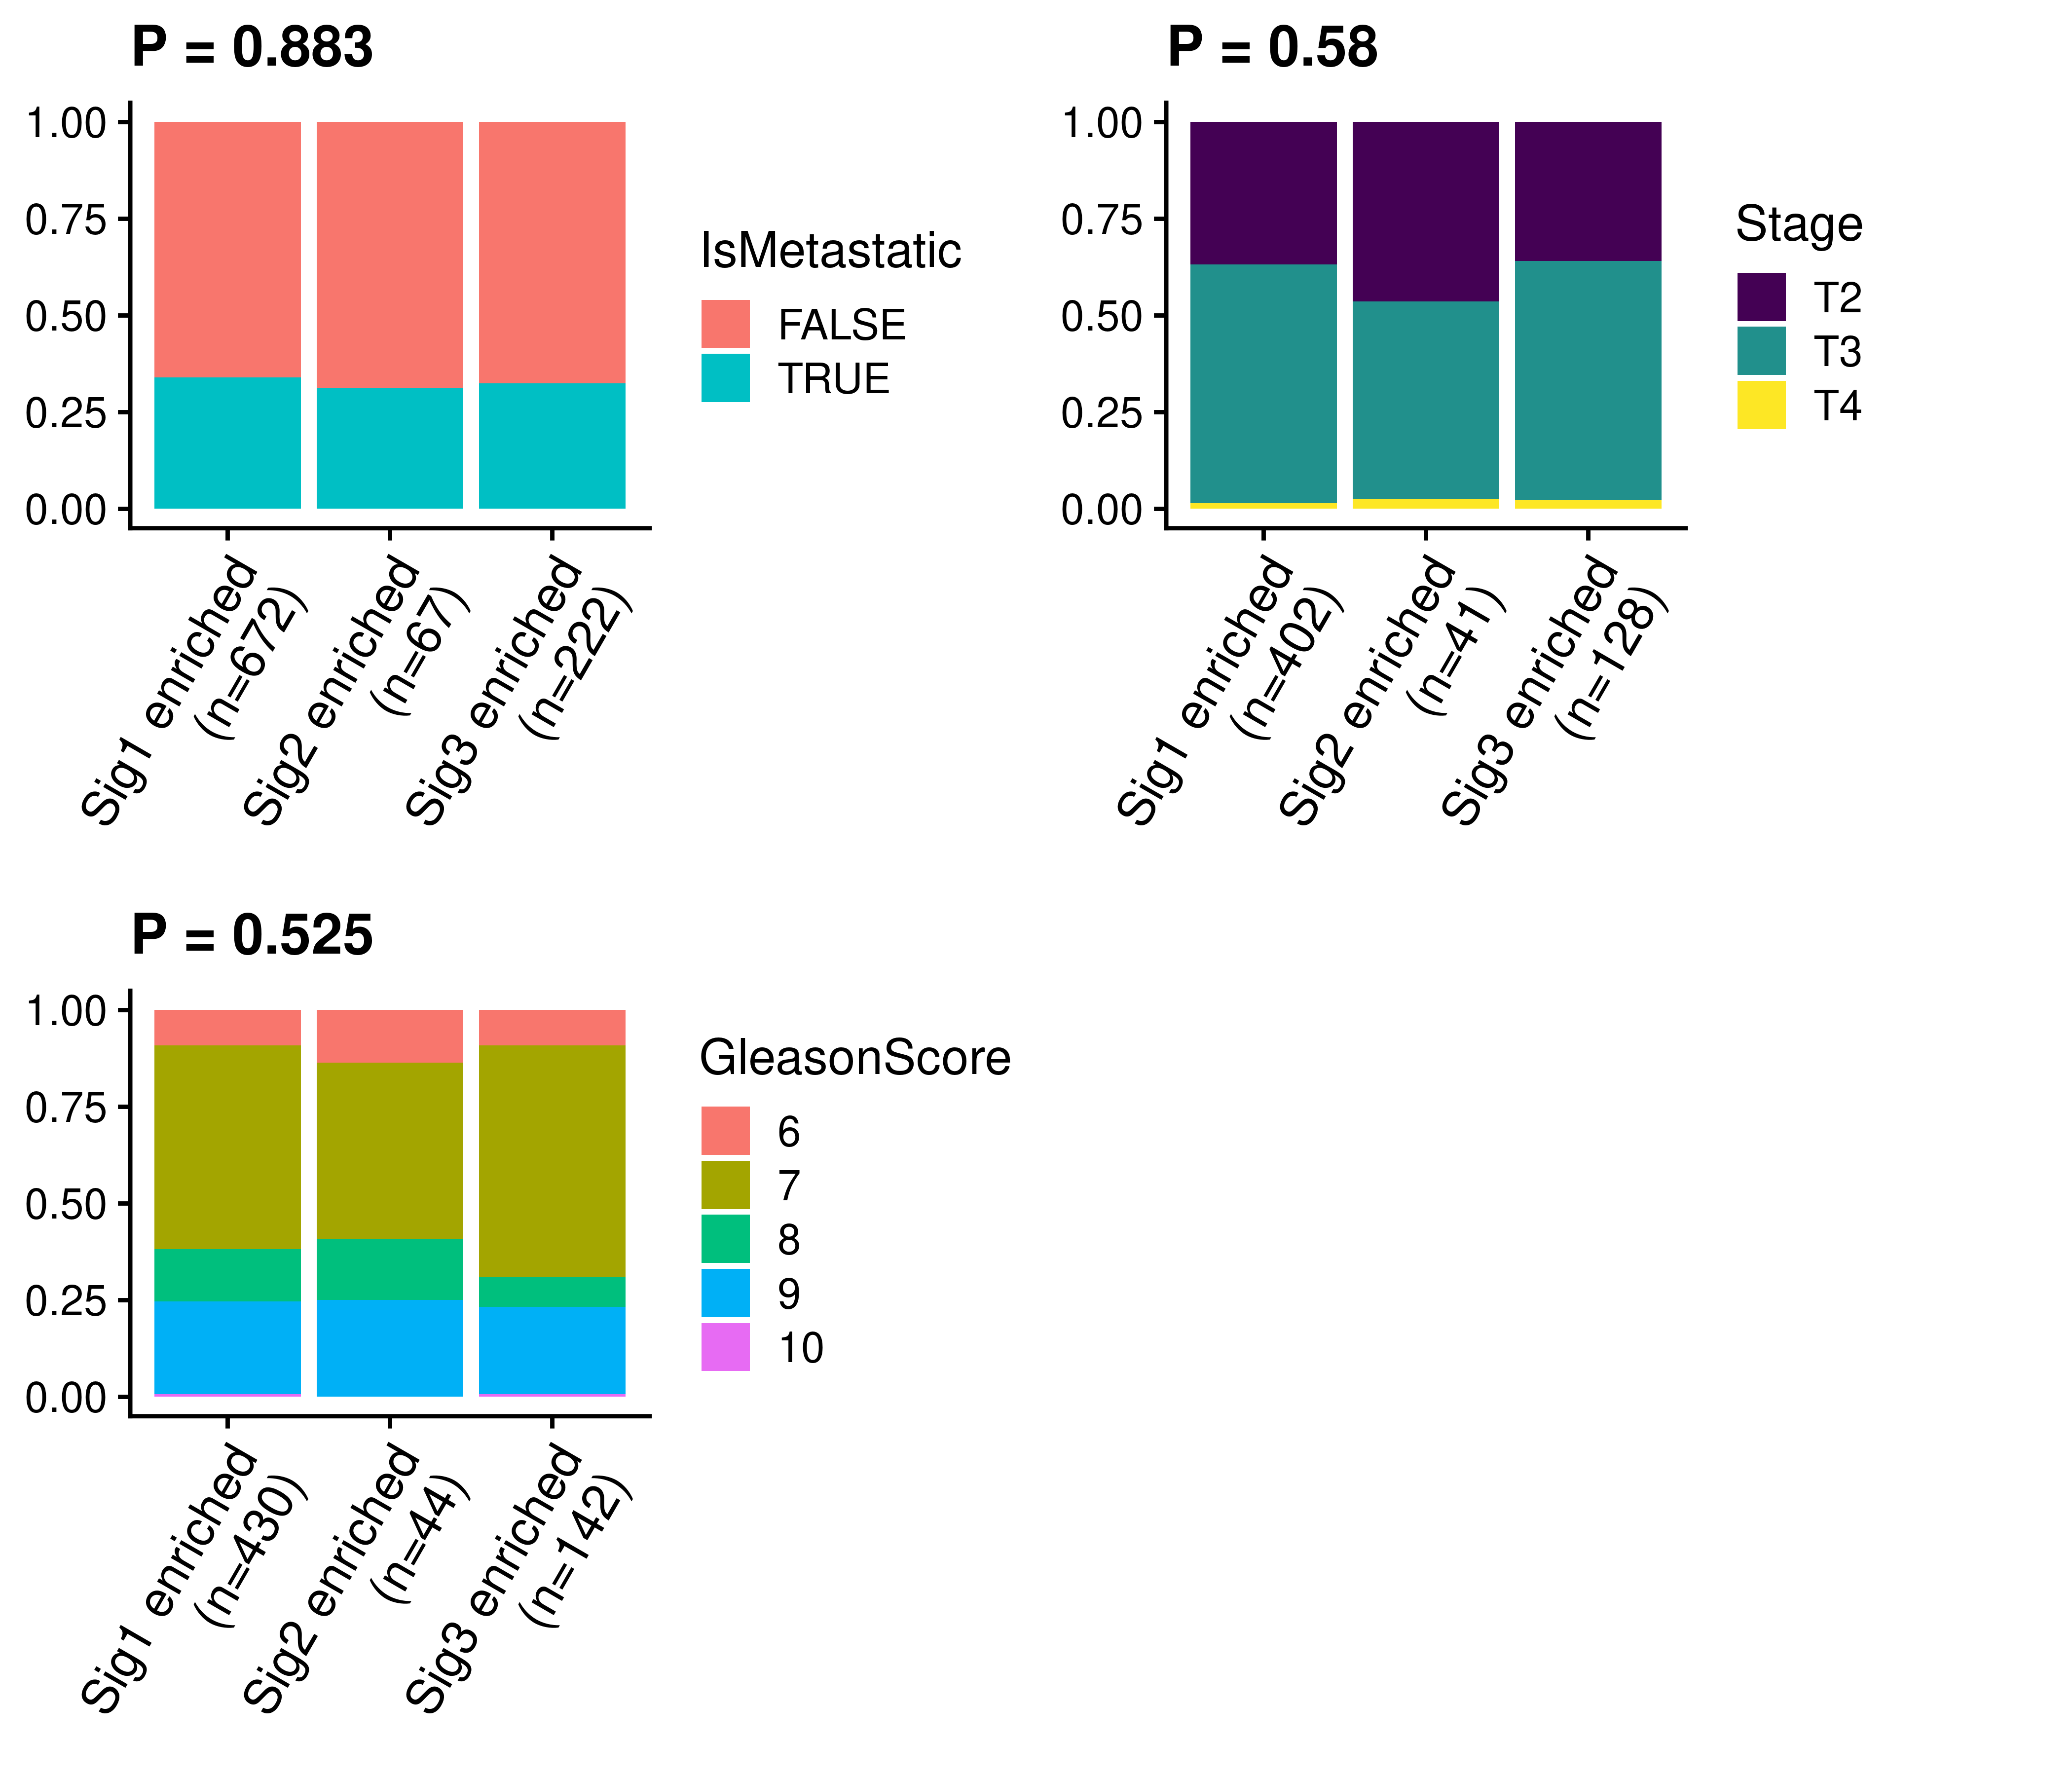 P = 0.883
1.00
0.75
0.50
0.25
0.00
Sig1 enriched
(n=672)
Sig2 enriched
(n=67)
Sig3 enriched
(n=222)
IsMetastatic
FALSE
TRUE
P = 0.58
1.00
0.75
0.50
0.25
0.00
Sig1 enriched
(n=402)
Sig2 enriched
(n=41)
Sig3 enriched
(n=128)
Stage
T2
T3
T4
P = 0.525
1.00
0.75
0.50
0.25
0.00
Sig1 enriched
(n=430)
Sig2 enriched
(n=44)
Sig3 enriched
(n=142)
GleasonScore
6
7
8
9
10